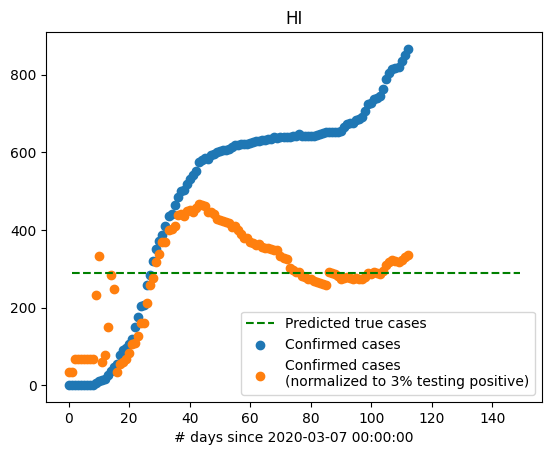 HI
800
600
400
200
0
Predicted true cases
Confirmed cases
Confirmed cases
(normalized to 3% testing positive)
0 20 40 60 80 100 120 140
# days since 2020-03-07 00:00:00